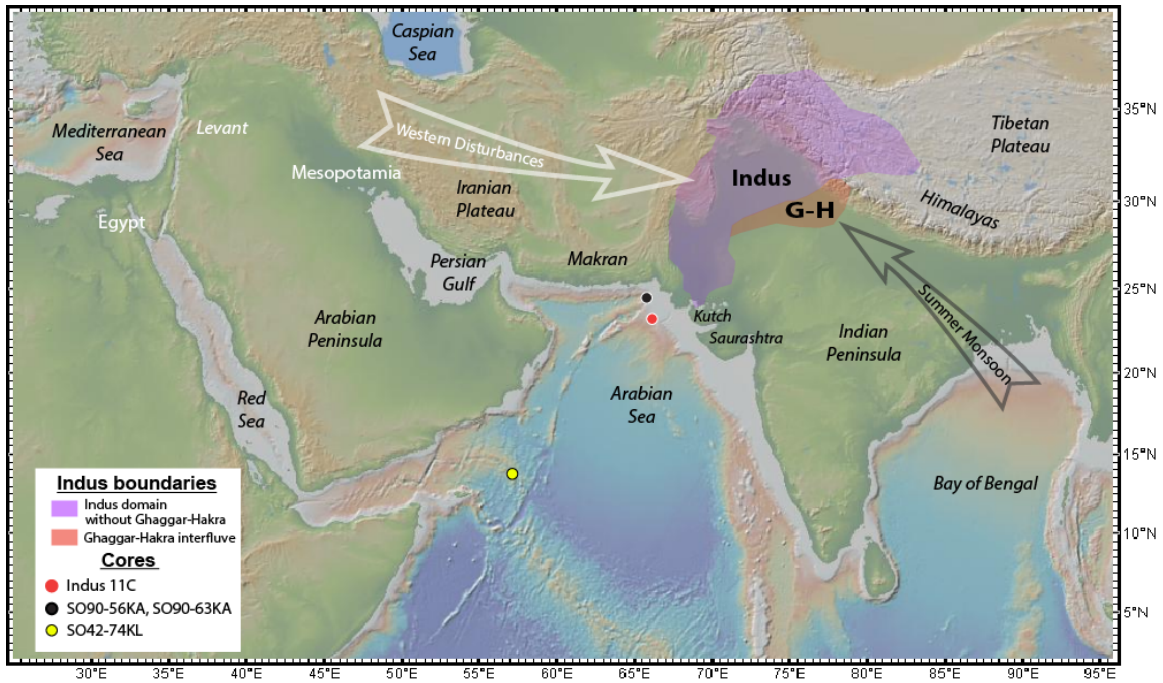 Caspian
Sea
Mediterranean
Sea
Levant
Western Disturbances
Mesopotamia
Iranian
Plateau
Egypt
Persian
Gulf
Makran
Indus
G-H
Tibetan
Plateau
Himalayas
Arabian
Peninsula
Kutch
Saurashtra
Indian
Peninsula
Summer Monsoon
Red
Sea
Arabian
Sea
Bay of Bengal
Indus boundaries
Indus domain
without Ghaggar-Hakra
Ghaggar-Hakra interfluve
Cores
Indus 11C
SO90-56KA, SO90-63KA
SO42-74KL
35°N
30°N
25°N
20°N
15°N
10°N
5°N
30°E 35°E 40°E 45°E 50°E 55°E 60°E 65°E 70°E 75°E 80°E 85°E 90°E 95°E